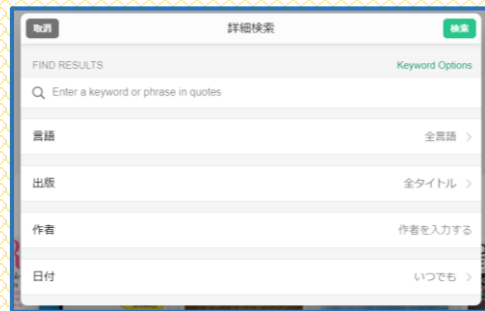 取消 詳細検索 検索
FIND RESULTS Keyword Options
Enter a keyword or phrase in quotes
言語 全言語
出版 全タイトル
作者 作者を入力する
日付 いつでも